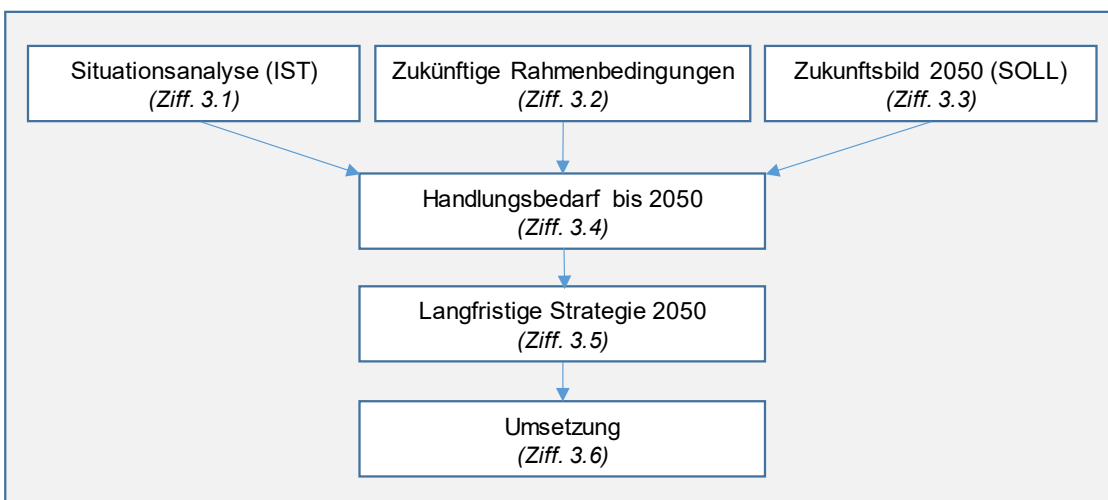 Situationsanalyse (IST)
(Ziff. 3.1)
Zukünftige Rahmenbedingungen
(Ziff. 3.2)
Zukunftsbild 2050 (SOLL)
(Ziff. 3.3)
Handlungsbedarf bis 2050
(Ziff. 3.4)
Langfristige Strategie 2050
(Ziff. 3.5)
Umsetzung
(Ziff. 3.6)